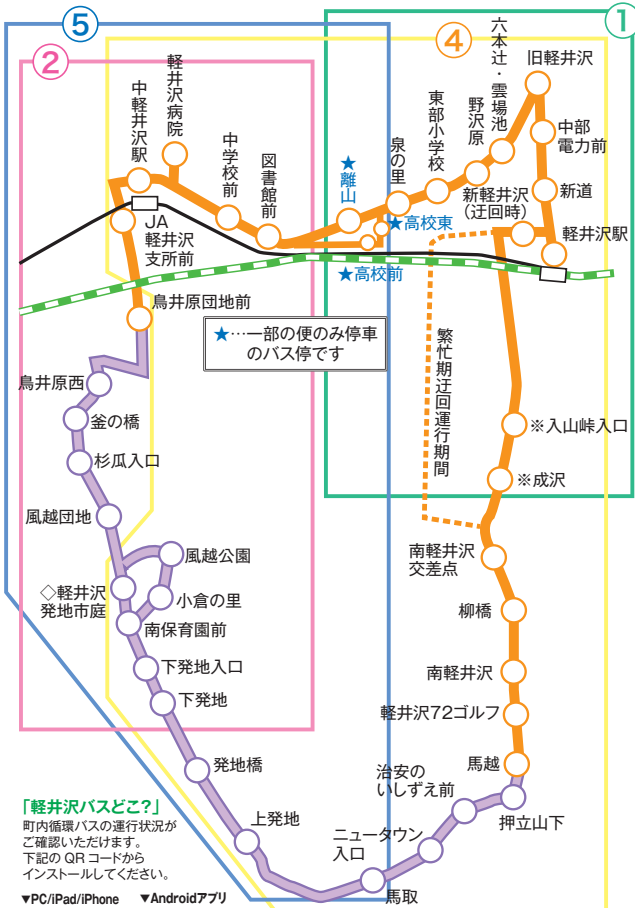 ①
⑤
④
②
六本辻・雲場池
旧軽井沢
軽井沢病院
中軽井沢駅
中学校前
図書館前
★離山
泉の里
東部小学校
野沢原
中部
電力前
新軽井沢
(迂回時)
新道
軽井沢駅
★高校東
★高校前
JA
軽井沢
支所前
鳥井原団地前
★…一部の便のみ停車
のバス停です
繁忙期迂回運行期間
鳥井原西
釜の橋
杉瓜入口
風越団地
風越公園
◇軽井沢
発地市庭
小倉の里
南保育園前
下発地入口
下発地
発地橋
上発地
※入山峠入口
※成沢
南軽井沢
交差点
柳橋
南軽井沢
軽井沢72ゴルフ
馬越
押立山下
治安の
いしずえ前
ニュータウン
入口
馬取
「軽井沢バスどこ?」
町内循環バスの運行状況が
ご確認いただけます。
下記の QR コードから
インストールしてください。
▼PC/iPad/iPhone ▼Androidアプリ